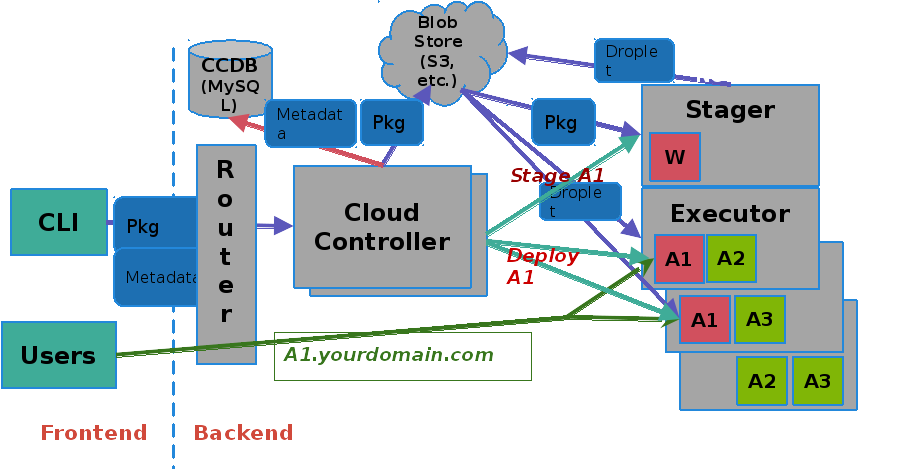 Blob
Store
(S3,
etc.)
Drople
t
CCDB
(MySQ
L)
Metadat
a
Pkg
Pkg
Stager
W
R
o
u
t
e
r
Stage A1
Drople
t
CLI
Pkg
Metadata
Cloud
Controller
Executor
Deploy
A1
A1
A2
A1
A3
A2
A3
Users
A1.yourdomain.com
Frontend
Backend